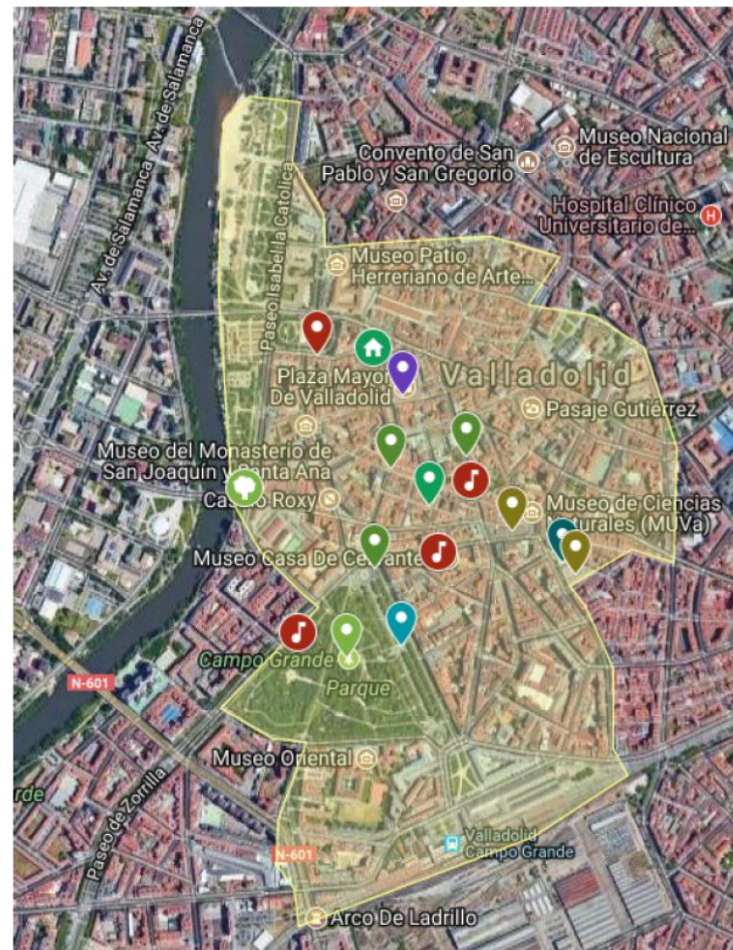 Av. de Salamanca
Av. de Salamanca
Paseo Isabel la Católica
Convento de San
Pablo y San Gregorio
Museo Nacional
de Escultura
Hospital Clínico
Universitario de...
H
Museo Patio
Herreriano de Arte...
Plaza Mayor
De Valladolid
Valladolid
Pasaje Gutiérrez
Museo del Monasterio de
San Joaquín y Santa Ana
Casino Roxy
Museo de Ciencias
turales (MUVa)
Museo Casa De Cervante
Campo Grande
Parque
N-601
Museo Oriental
rde
Paseo de Zorrilla
N-601
Valladolid
Campo Grande
Arco De Ladrillo